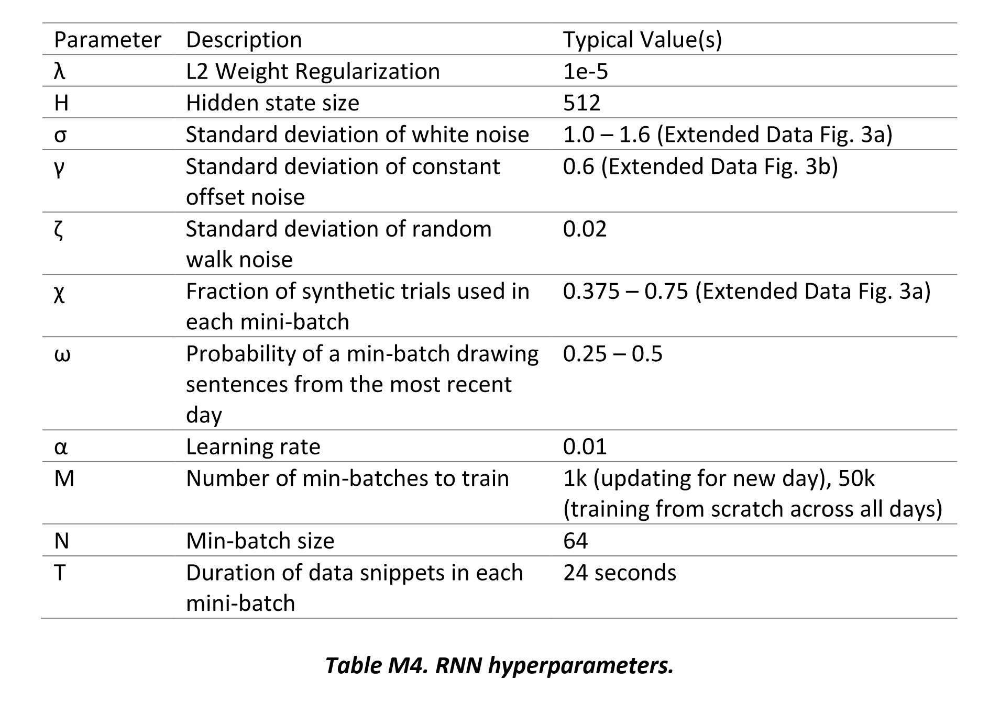 Parameter Description Typical Value(s)
λ L2 Weight Regularization 1e-5
H Hidden state size 512
σ Standard deviation of white noise 1.0 – 1.6 (Extended Data Fig. 3a)
γ Standard deviation of constant 0.6 (Extended Data Fig. 3b)
offset noise
ζ Standard deviation of random 0.02
walk noise
χ Fraction of synthetic trials used in 0.375 – 0.75 (Extended Data Fig. 3a)
each mini-batch
ω Probability of a min-batch drawing 0.25 – 0.5
sentences from the most recent
day
α Learning rate 0.01
M Number of min-batches to train 1k (updating for new day), 50k
(training from scratch across all days)
N Min-batch size 64
T Duration of data snippets in each 24 seconds
mini-batch
Table M4. RNN hyperparameters.